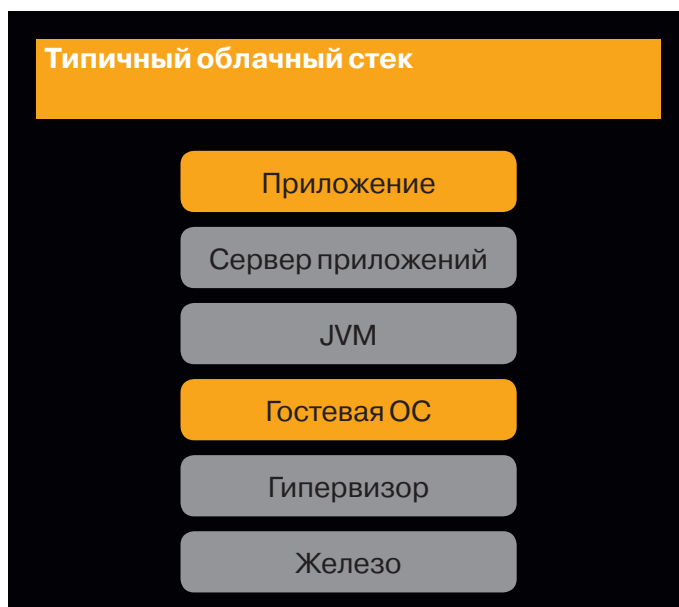 Типичный облачный стек
Приложение
Сервер приложений
JVM
Гостевая ОС
Гипервизор
Железо